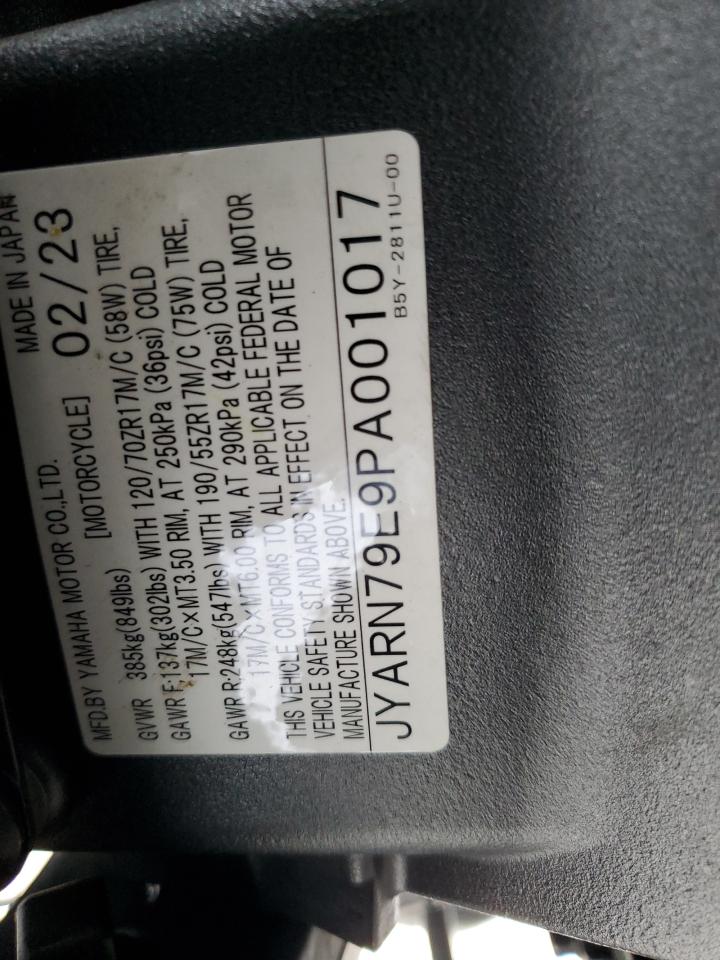 MFD.BY YAMAHA MOTOR CO.,LTD. MADE IN JAPAN
[MOTORCYCLE] 02/23
GVWR 385kg(849lbs)
GAWR F:137kg(302lbs) WITH 120/70ZR17M/C (58W) TIRE,
17M/C×MT3.50 RIM, AT 250kPa (36psi) COLD
GAWR R:248kg(547lbs) WITH 190/55ZR17M/C (75W) TIRE,
17M/C×MT6.00 RIM, AT 290kPa (42psi) COLD
THIS VEHICLE CONFORMS TO ALL APPLICABLE FEDERAL MOTOR
VEHICLE SAFETY STANDARDS IN EFFECT ON THE DATE OF
MANUFACTURE SHOWN ABOVE.
JYARN79E9PA001017
B5Y-2811U-00